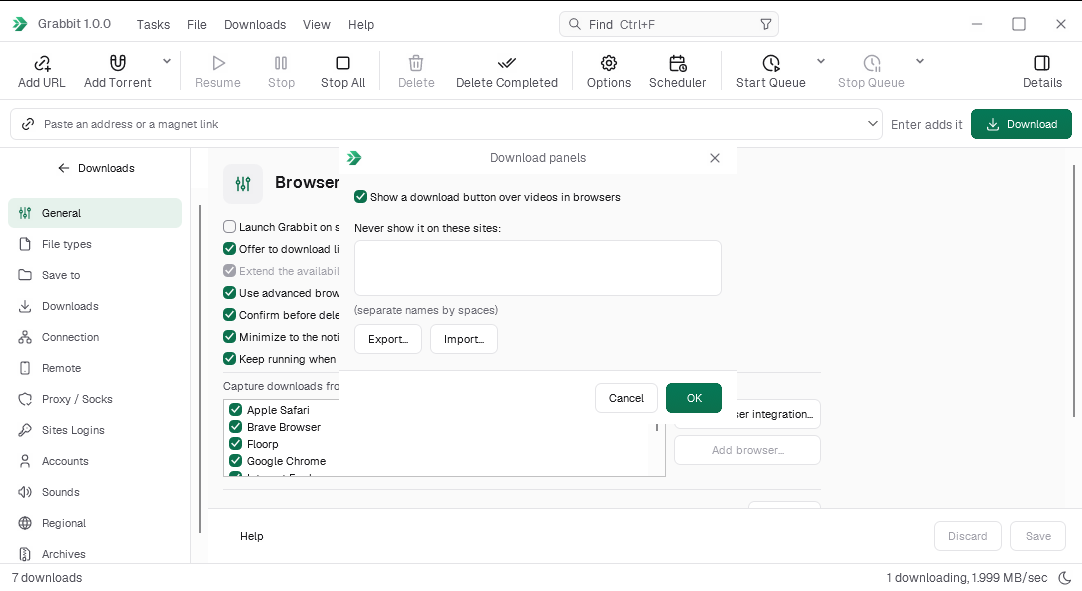 Grabbit 1.0.0
Tasks
File
Downloads
View
Help
Find Ctrl+F
Add URL
Add Torrent
Resume
Stop
Stop All
Delete
Delete Completed
Options
Scheduler
Start Queue
Stop Queue
Details
Paste an address or a magnet link
Enter adds it
Download
Downloads
General
File types
Save to
Downloads
Connection
Remote
Proxy / Socks
Sites Logins
Accounts
Sounds
Regional
Archives
Browser
Launch Grabbit on s
Offer to download li
Extend the availabil
Use advanced brow
Confirm before dele
Minimize to the noti
Keep running when
Capture downloads fro
Apple Safari
Brave Browser
Floorp
Google Chrome
ser integration...
Add browser...
Download panels
Show a download button over videos in browsers
Never show it on these sites:
(separate names by spaces)
Export...
Import...
Cancel
OK
Help
Discard
Save
7 downloads
1 downloading, 1.999 MB/sec